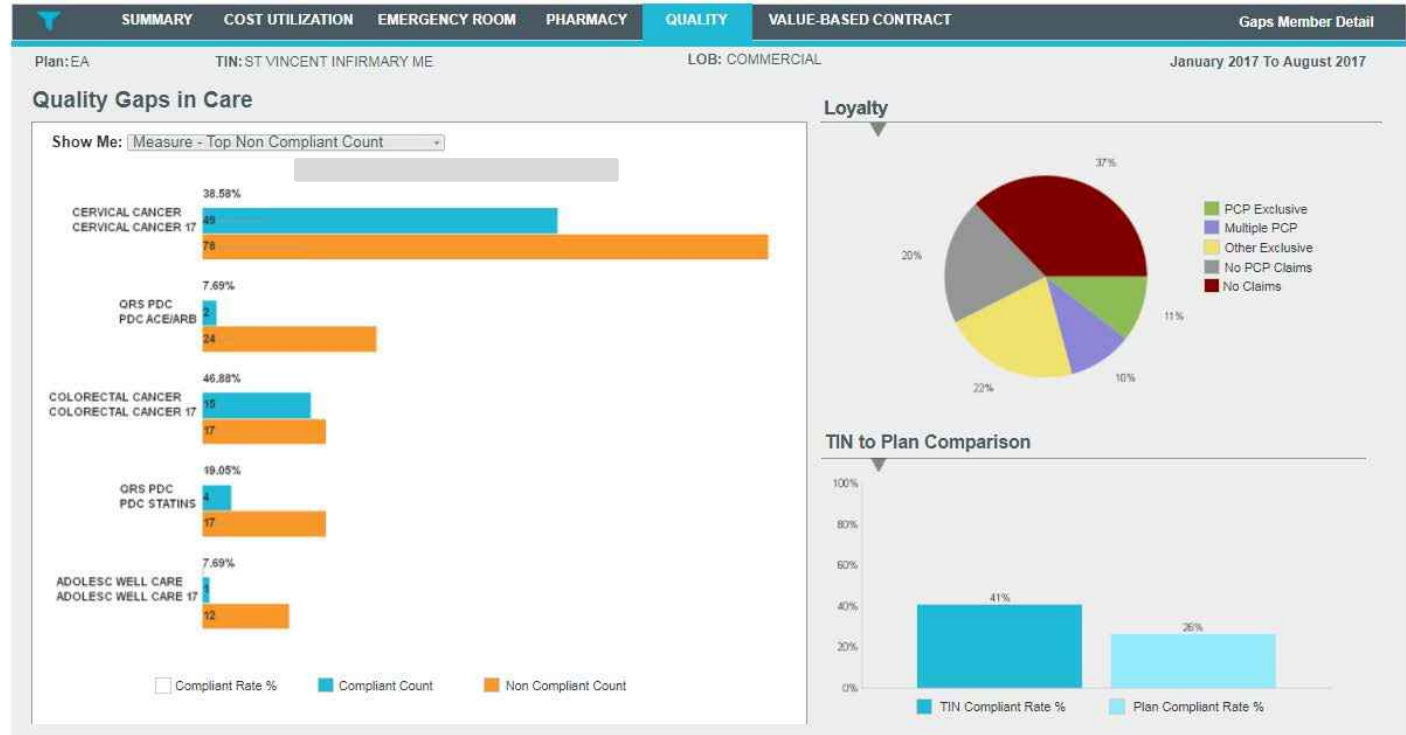 SUMMARY COST UTILIZATION EMERGENCY ROOM PHARMACY QUALITY VALUE-BASED CONTRACT Gaps Member Detail
Plan:EA TIN: ST VINCENT INFIRMARY ME LOB: COMMERCIAL January 2017 To August 2017
Quality Gaps in Care
Show Me: Measure - Top Non Compliant Count
38.58%
CERVICAL CANCER
CERVICAL CANCER 17
49
78
7.69%
QRS PDC
PDC ACE/ARB
2
24
46.88%
COLORECTAL CANCER
COLORECTAL CANCER 17
15
17
19.05%
QRS PDC
PDC STATINS
4
17
7.69%
ADOLESC WELL CARE
ADOLESC WELL CARE 17
1
12
Compliant Rate % Compliant Count Non Compliant Count
Loyalty
37%
20%
22%
10%
11%
PCP Exclusive
Multiple PCP
Other Exclusive
No PCP Claims
No Claims
TIN to Plan Comparison
100%
80%
60%
40%
20%
0%
41%
26%
TIN Compliant Rate % Plan Compliant Rate %